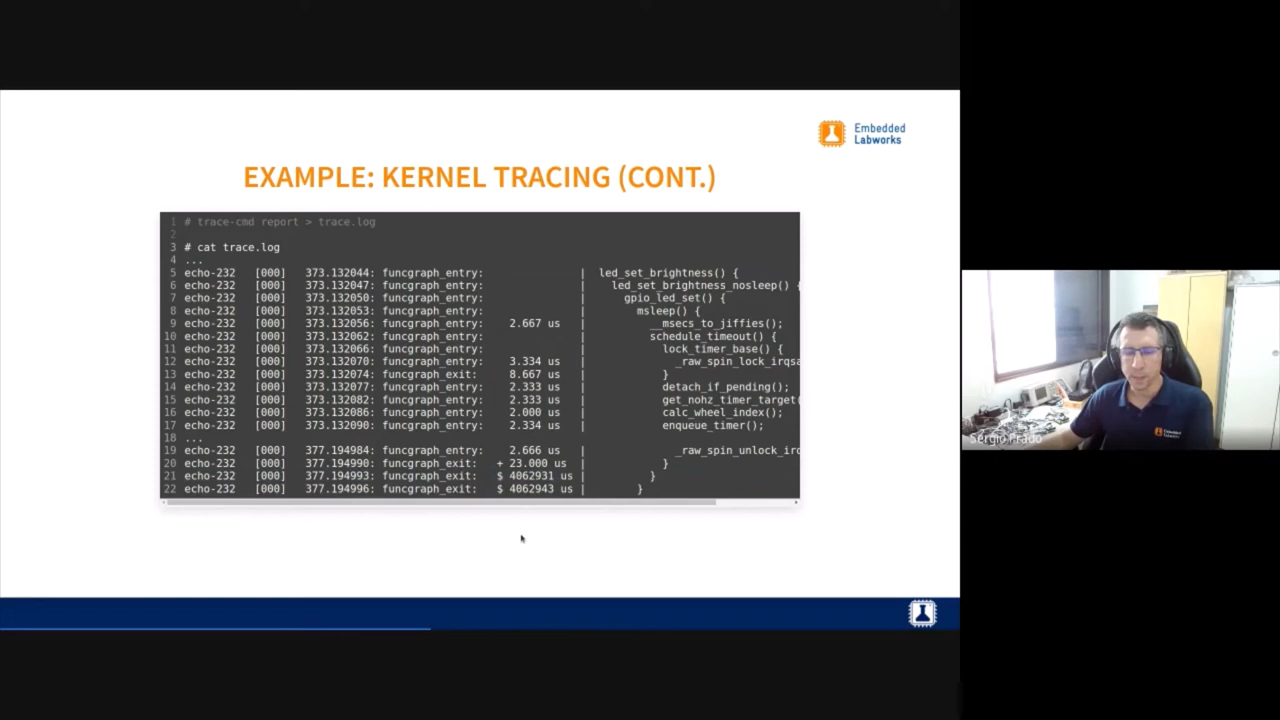 Embedded
Labworks
EXAMPLE: KERNEL TRACING (CONT.)
1 # trace-cmd report > trace.log
2
3 # cat trace.log
4 ...
5 echo-232 [000] 373.132044: funcgraph_entry: | led_set_brightness() {
6 echo-232 [000] 373.132047: funcgraph_entry: | led_set_brightness_nosleep() {
7 echo-232 [000] 373.132050: funcgraph_entry: | gpio_led_set() {
8 echo-232 [000] 373.132053: funcgraph_entry: | msleep() {
9 echo-232 [000] 373.132056: funcgraph_entry: 2.667 us | __msecs_to_jiffies();
10 echo-232 [000] 373.132062: funcgraph_entry: | schedule_timeout() {
11 echo-232 [000] 373.132066: funcgraph_entry: | lock_timer_base() {
12 echo-232 [000] 373.132070: funcgraph_entry: 3.334 us | _raw_spin_lock_irqsa
13 echo-232 [000] 373.132074: funcgraph_exit: 8.667 us | }
14 echo-232 [000] 373.132077: funcgraph_entry: 2.333 us | detach_if_pending();
15 echo-232 [000] 373.132082: funcgraph_entry: 2.333 us | get_nohz_timer_target(
16 echo-232 [000] 373.132086: funcgraph_entry: 2.000 us | calc_wheel_index();
17 echo-232 [000] 373.132090: funcgraph_entry: 2.334 us | enqueue_timer();
18 ...
19 echo-232 [000] 377.194984: funcgraph_entry: 2.666 us | _raw_spin_unlock_irq
20 echo-232 [000] 377.194990: funcgraph_exit: + 23.000 us | }
21 echo-232 [000] 377.194993: funcgraph_exit: $ 4062931 us | }
22 echo-232 [000] 377.194996: funcgraph_exit: $ 4062943 us | }
Sergio Prado